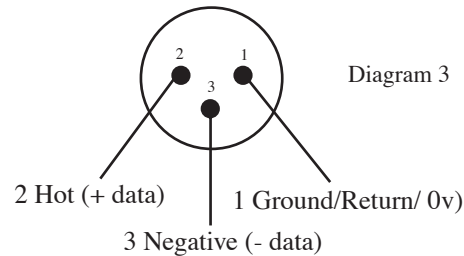 2 1
Diagram 3
3
2 Hot (+ data)
1 Ground/Return/ 0v)
3 Negative (- data)